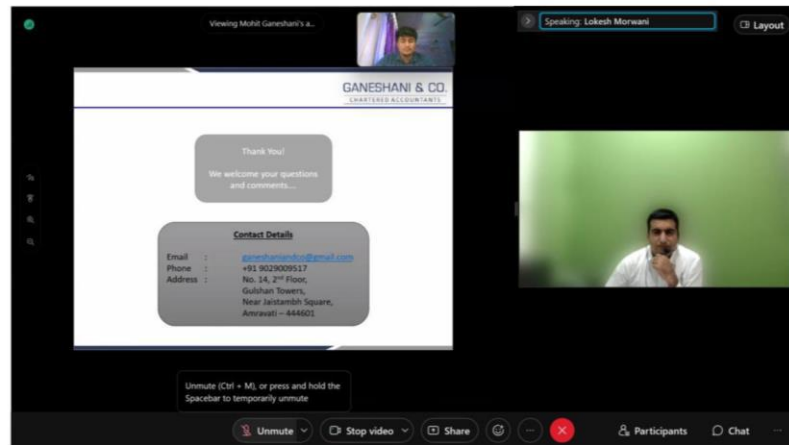 Viewing Mohit Ganeshani's a...
Speaking: Lokesh Morwani
Layout
GANESHANI & CO.
CHARTERED ACCOUNTANTS
Thank You!
We welcome your questions
and comments....
Contact Details
Email : ganeshaniandco@gmail.com
Phone : +91 9029009517
Address : No. 14, 2nd Floor,
Gulshan Towers,
Near Jaistambh Square,
Amravati – 444601
Unmute (Ctrl + M), or press and hold the
Spacebar to temporarily unmute
Unmute
Stop video
Share
Participants
Chat